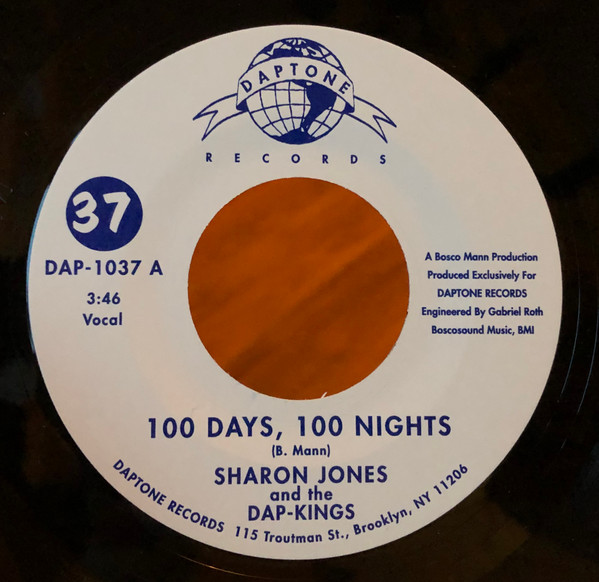 DAPTONE
RECORDS
37
DAP-1037 A
3:46
Vocal
A Bosco Mann Production
Produced Exclusively For
DAPTONE RECORDS
Engineered By Gabriel Roth
Boscosound Music, BMI
100 DAYS, 100 NIGHTS
(B. Mann)
SHARON JONES
and the
DAP-KINGS
DAPTONE RECORDS 115 Troutman St., Brooklyn, NY 11206